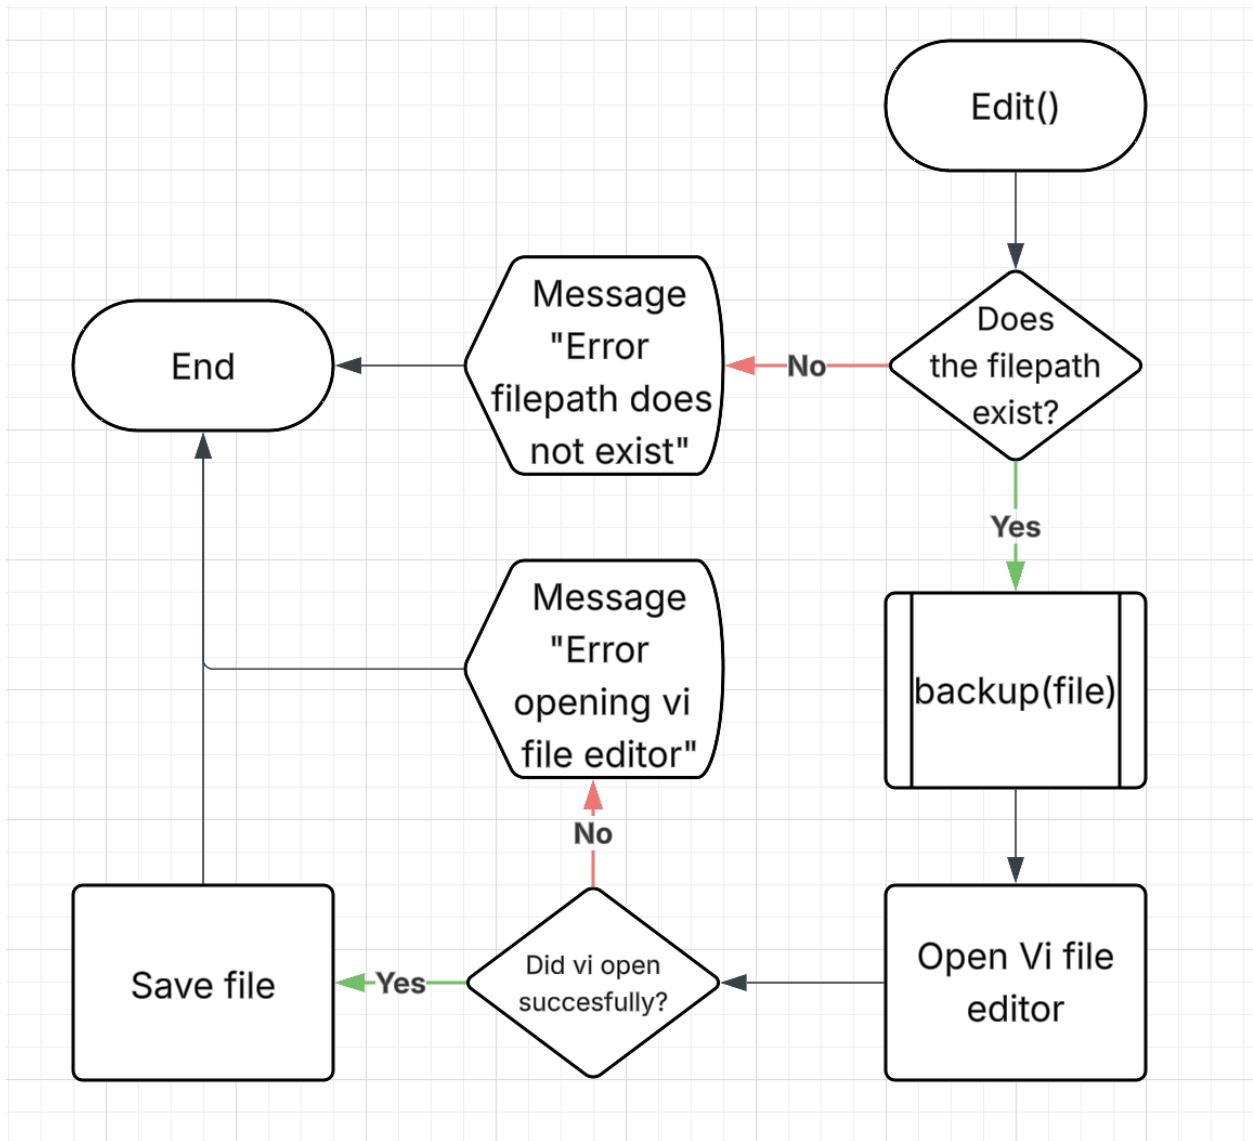 Edit()
Does
the filepath
exist?
No
Message
"Error
filepath does
not exist"
End
Yes
backup(file)
Open Vi file
editor
Did vi open
succesfully?
No
Message
"Error
opening vi
file editor"
Yes
Save file